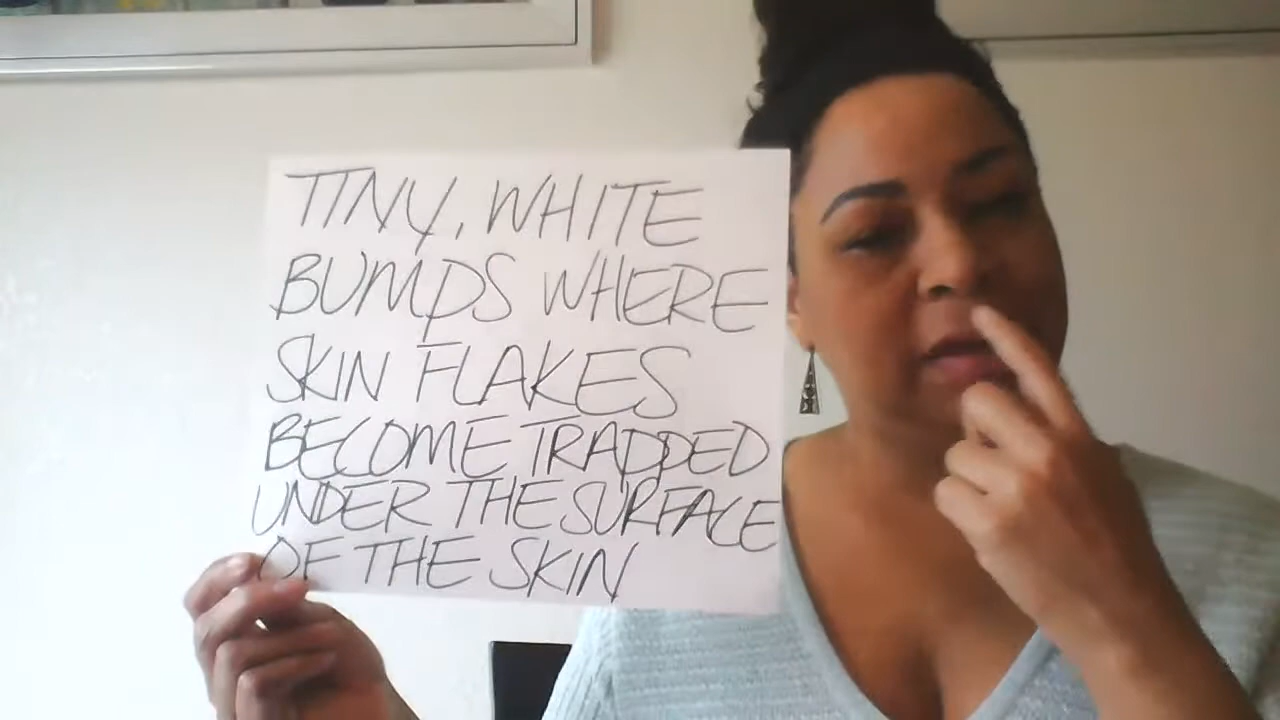 TINY, WHITE
BUMPS WHERE
SKIN FLAKES
BECOME TRAPPED
UNDER THE SURFACE
OF THE SKIN